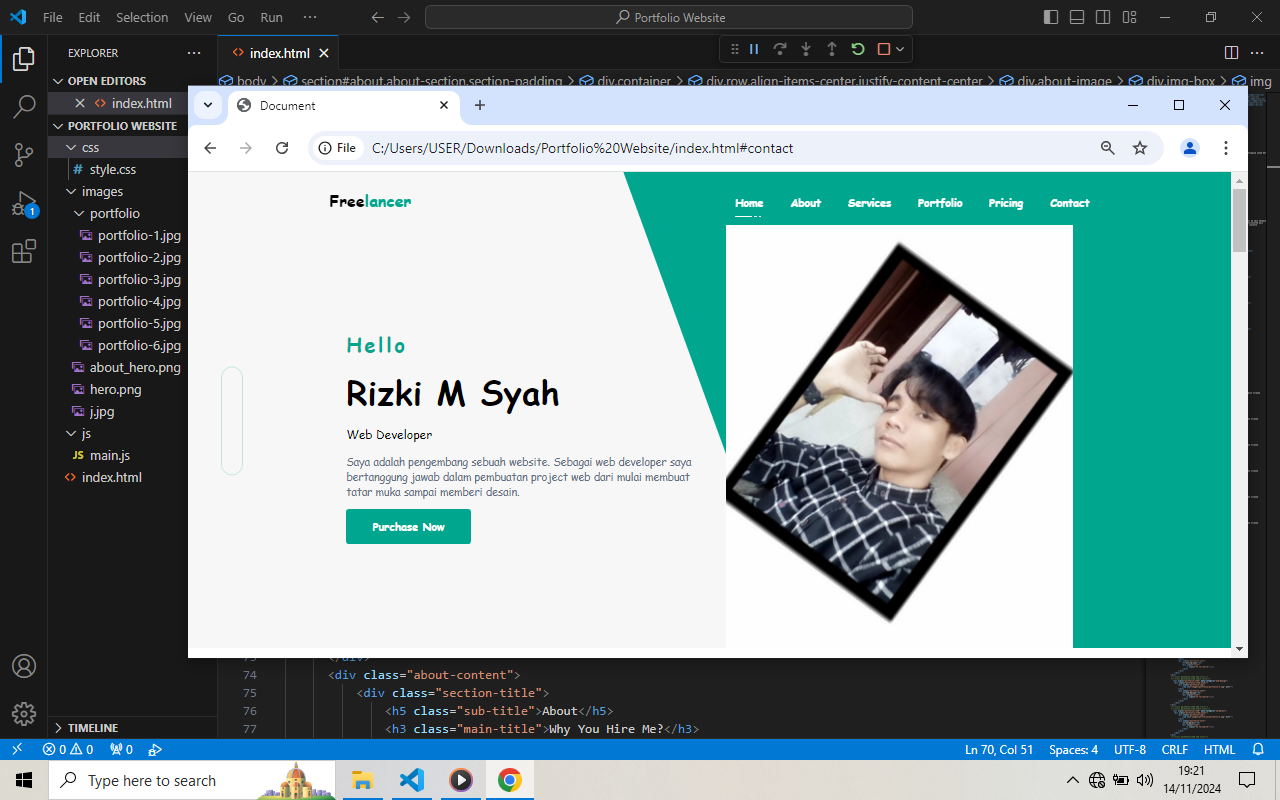 File Edit Selection View Go Run ··· Portfolio Website
EXPLORER ···
index.html
OPEN EDITORS
body > section#about.about-section.section-padding > div.container > div.row.align-items-center.justify-content-center > div.about-image > div.img-box > img
index.html
PORTFOLIO WEBSITE
css
style.css
images
portfolio
portfolio-1.jpg
portfolio-2.jpg
portfolio-3.jpg
portfolio-4.jpg
portfolio-5.jpg
portfolio-6.jpg
about_hero.png
hero.png
j.jpg
js
JS main.js
index.html
TIMELINE
1
Document
File C:/Users/USER/Downloads/Portfolio%20Website/index.html#contact
Freelancer
Home About Services Portfolio Pricing Contact
Hello
Rizki M Syah
Web Developer
Saya adalah pengembang sebuah website. Sebagai web developer saya
bertanggung jawab dalam pembuatan project web dari mulai membuat
tatar muka sampai memberi desain.
Purchase Now
73 </div>
74 <div class="about-content">
75 <div class="section-title">
76 <h5 class="sub-title">About</h5>
77 <h3 class="main-title">Why You Hire Me?</h3>
0 0 0 Ln 70, Col 51 Spaces: 4 UTF-8 CRLF HTML
Type here to search
19:21
14/11/2024